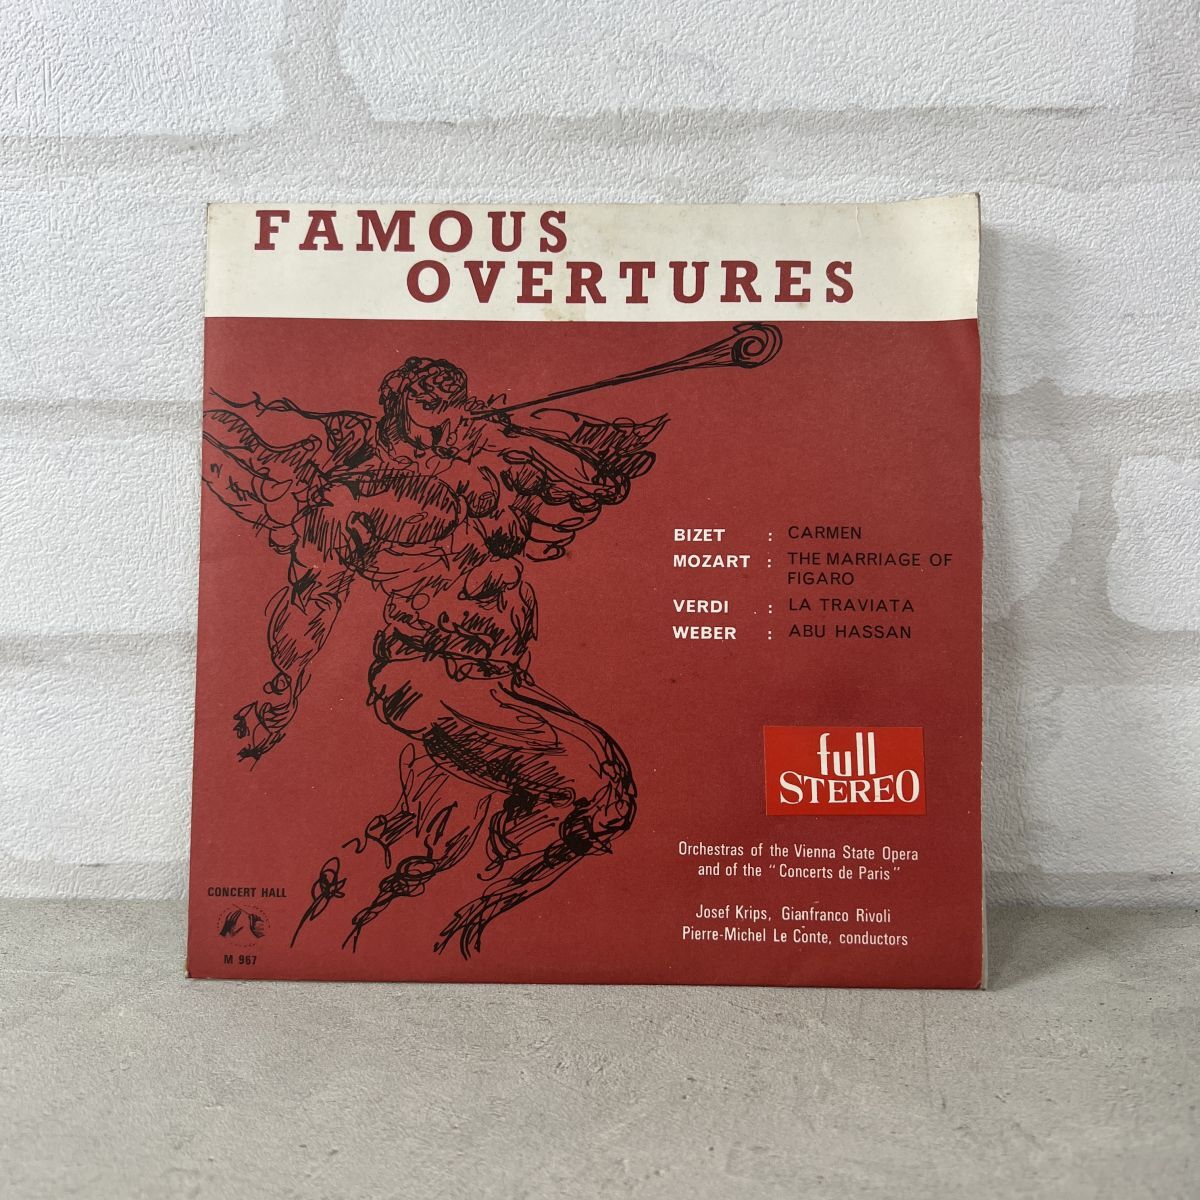 FAMOUS
OVERTURES
BIZET : CARMEN
MOZART : THE MARRIAGE OF
FIGARO
VERDI : LA TRAVIATA
WEBER : ABU HASSAN
full
STEREO
Orchestras of the Vienna State Opera
and of the "Concerts de Paris"
Josef Krips, Gianfranco Rivoli
Pierre-Michel Le Conte, conductors
CONCERT HALL
M 967